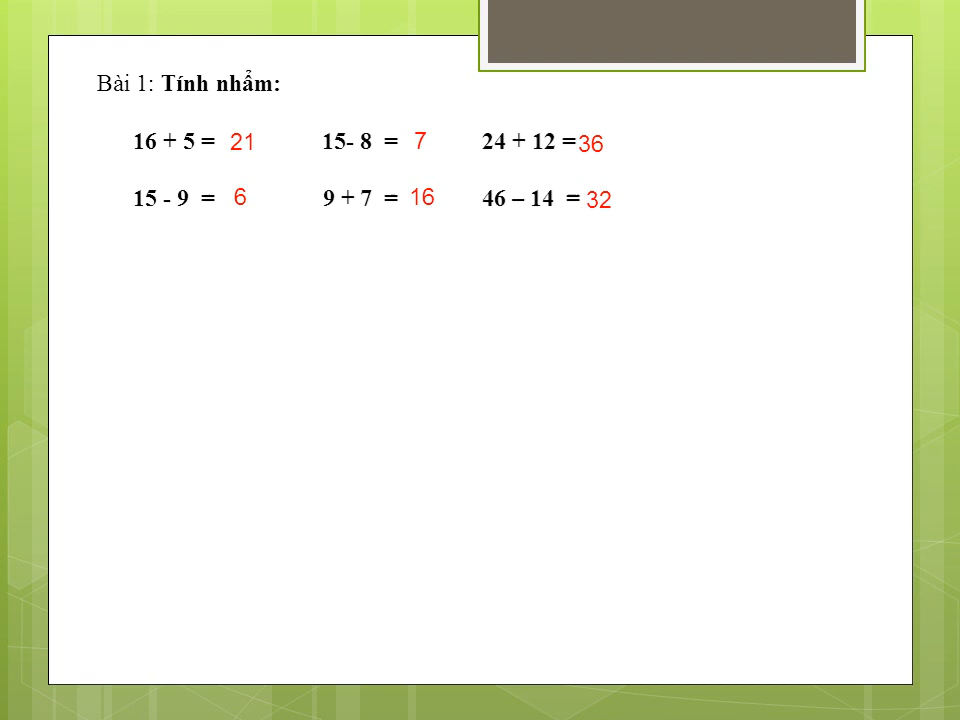 Bài 1: Tính nhẩm:
16 + 5 = 21 15- 8 = 7 24 + 12 = 36
15 - 9 = 6 9 + 7 = 16 46 – 14 = 32